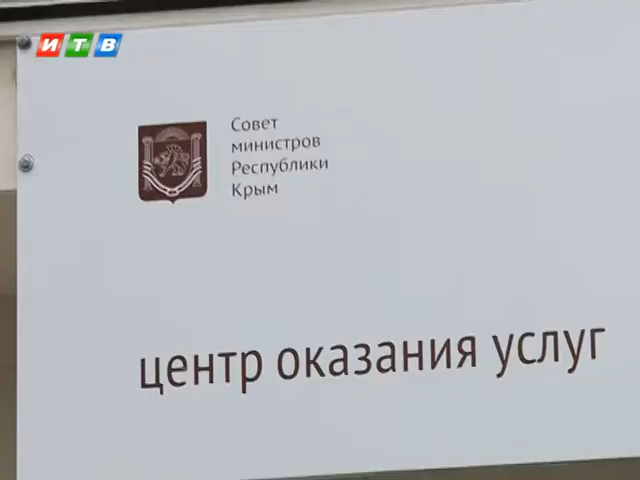 ИТВ
Совет
министров
Республики
Крым
центр оказания услуг